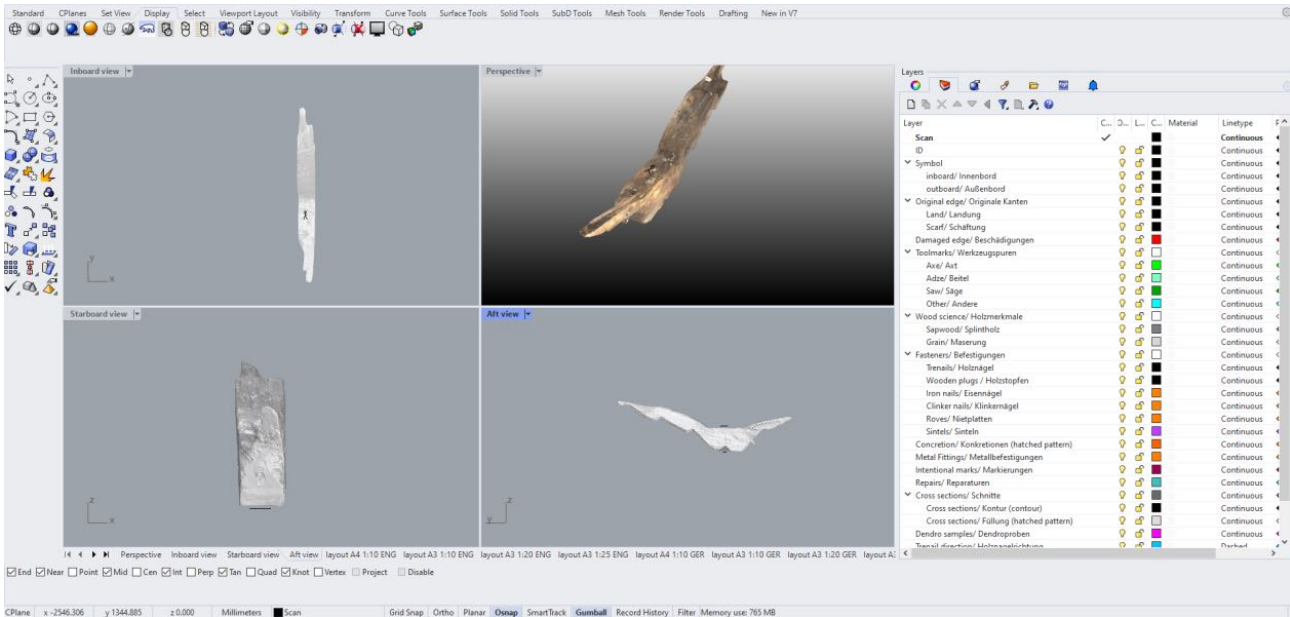 Standard CPlanes Set View Display Select Viewport Layout Visibility Transform Curve Tools Surface Tools Solid Tools SubD Tools Mesh Tools Render Tools Drafting New in V7
Inboard view
Perspective
Starboard view
Aft view
y
x
z
x
z
y
Perspective Inboard view Starboard view Aft view layout A4 1:10 ENG layout A3 1:10 ENG layout A3 1:20 ENG layout A3 1:25 ENG layout A4 1:10 GER layout A3 1:10 GER layout A3 1:20 GER
Layers
Layer C... L... C... Material Linetype
Scan Continuous
ID Continuous
Symbol Continuous
inboard/ Innenbord Continuous
outboard/ Außenbord Continuous
Original edge/ Originale Kanten Continuous
Land/ Landung Continuous
Scarf/ Schäftung Continuous
Damaged edge/ Beschädigungen Continuous
Toolmarks/ Werkzeugspuren Continuous
Axe/ Axt Continuous
Adze/ Beitel Continuous
Saw/ Säge Continuous
Other/ Andere Continuous
Wood science/ Holzmerkmale Continuous
Sapwood/ Splintholz Continuous
Grain/ Maserung Continuous
Fasteners/ Befestigungen Continuous
Trenails/ Holznägel Continuous
Wooden plugs / Holzstopfen Continuous
Iron nails/ Eisennägel Continuous
Clinker nails/ Klinkernägel Continuous
Roves/ Nietplatten Continuous
Sintels/ Sinteln Continuous
Concretion/ Konkretionen (hatched pattern) Continuous
Metal Fittings/ Metallbefestigungen Continuous
Intentional marks/ Markierungen Continuous
Repairs/ Reparaturen Continuous
Cross sections/ Schnitte Continuous
Cross sections/ Kontur (contour) Continuous
Cross sections/ Füllung (hatched pattern) Continuous
Dendro samples/ Dendroproben Continuous
Trenail direction/ Holznagelrichtung Dashed
End Near Point Mid Cen Int Perp Tan Quad Knot Vertex Project Disable
CPlane x -2546.306 y 1344.885 z 0.000 Millimeters Scan Grid Snap Ortho Planar Osnap SmartTrack Gumball Record History Filter Memory use: 765 MB